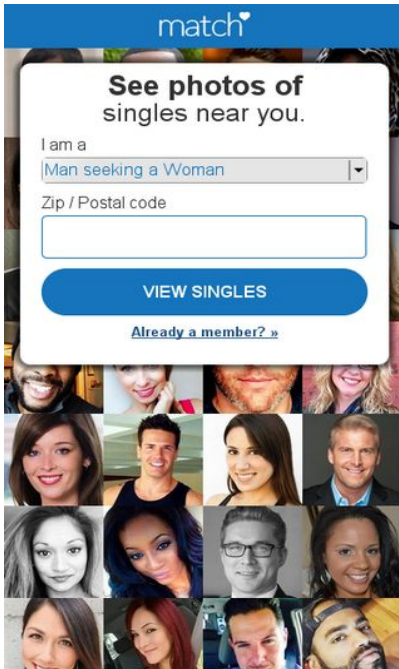 match
See photos of
singles near you.
I am a
Man seeking a Woman
Zip / Postal code
VIEW SINGLES
Already a member? »